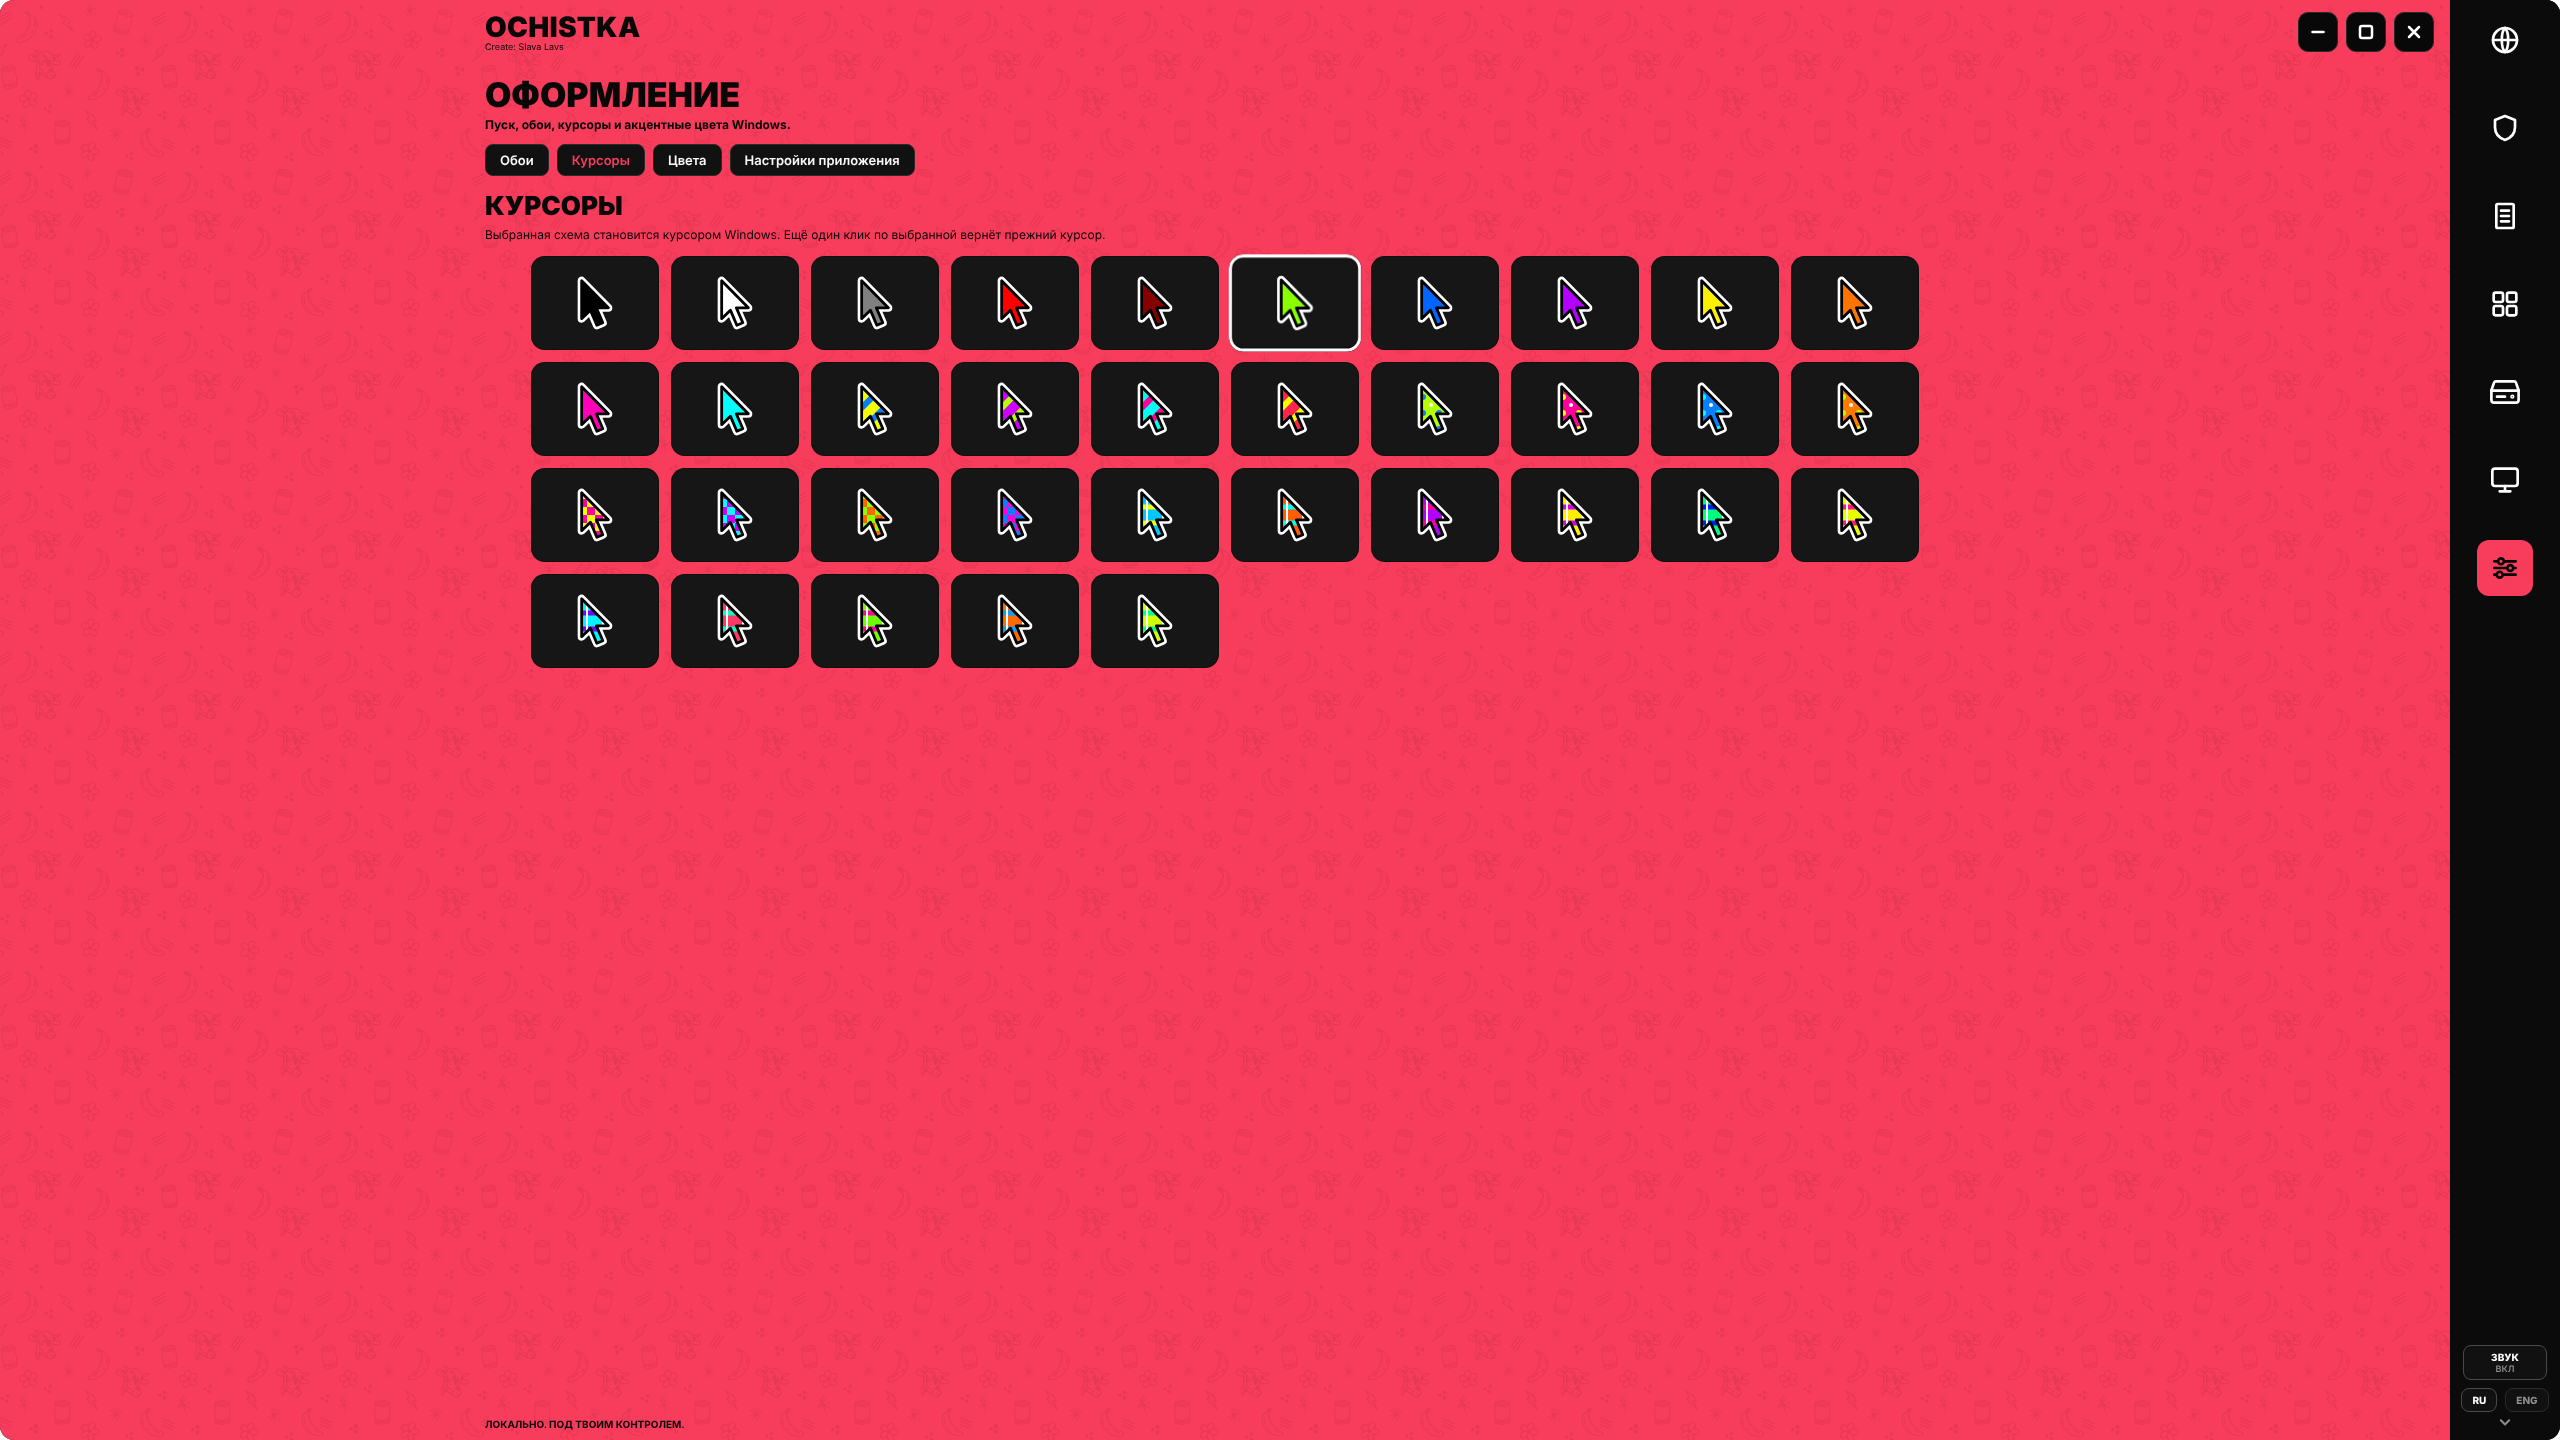 OCHISTKA
Create: Slava Lavs
ОФОРМЛЕНИЕ
Пуск, обои, курсоры и акцентные цвета Windows.
Обои
Курсоры
Цвета
Настройки приложения
КУРСОРЫ
Выбранная схема становится курсором Windows. Ещё один клик по выбранной вернёт прежний курсор.
ЗВУК
ВКЛ
RU
ENG
ЛОКАЛЬНО. ПОД ТВОИМ КОНТРОЛЕМ.